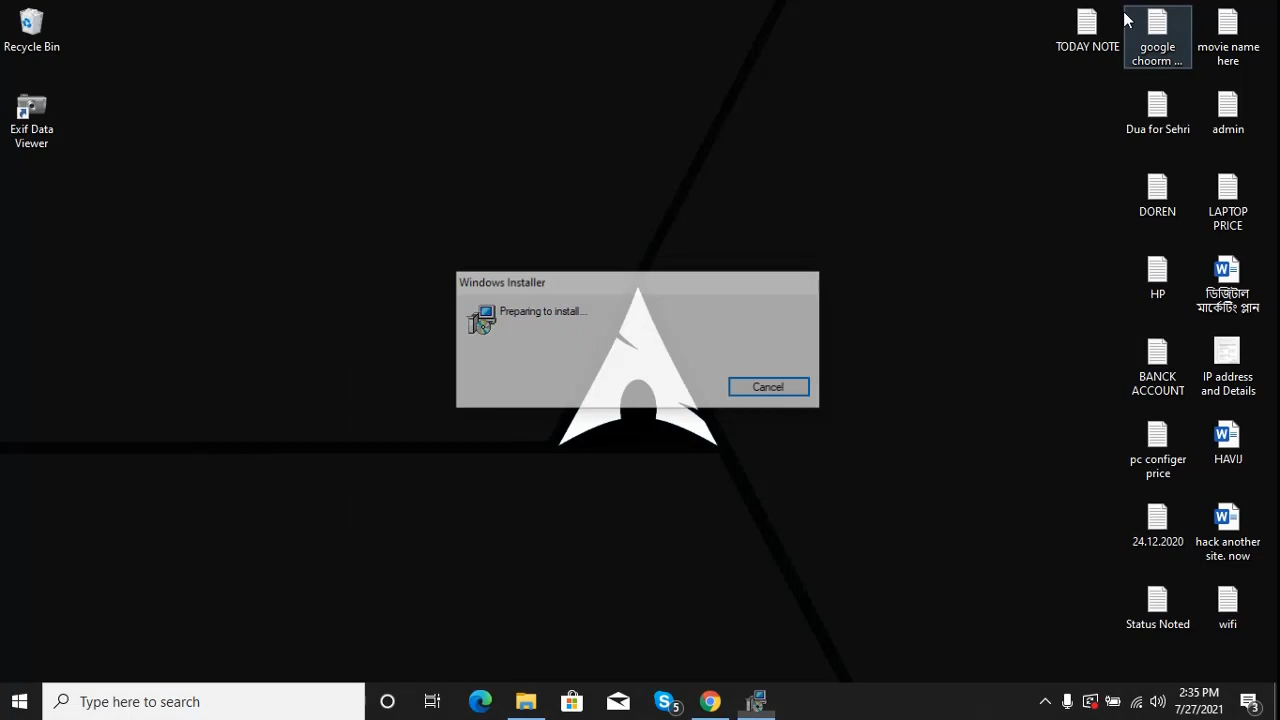 Recycle Bin
Exif Data
Viewer
TODAY NOTE
google
choorm ...
movie name
here
Dua for Sehri
admin
DOREN
LAPTOP
PRICE
HP
ডিজিটাল
মার্কেটিং প্লান
BANCK
ACCOUNT
IP address
and Details
pc configer
price
HAVIJ
24.12.2020
hack another
site. now
Status Noted
wifi
Windows Installer
Preparing to install...
Cancel
Type here to search
5
2:35 PM
7/27/2021
3